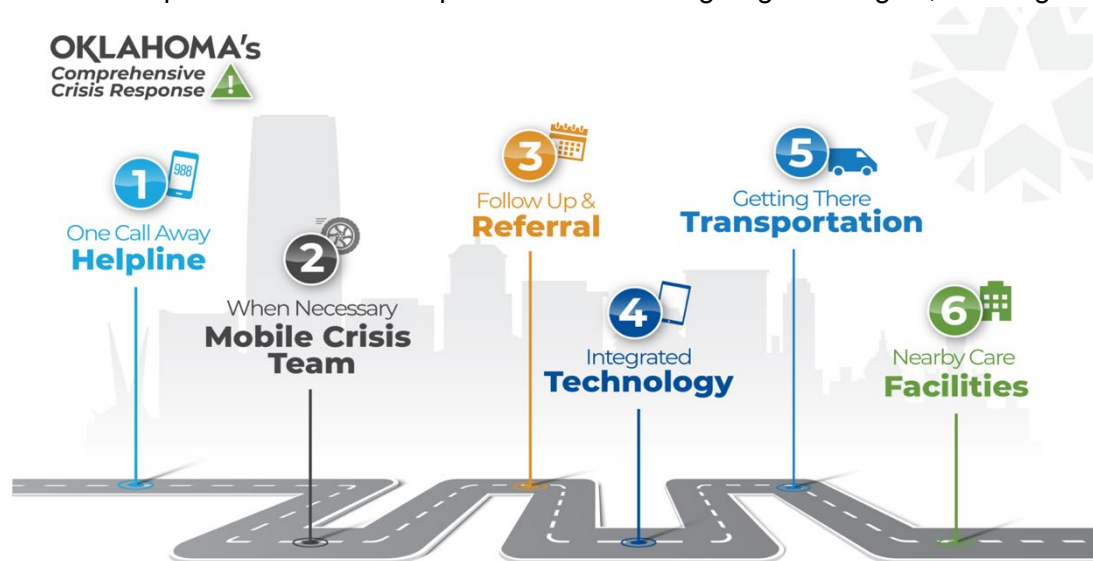 OKLAHOMA's
Comprehensive
Crisis Response
1
988
One Call Away
Helpline
2
When Necessary
Mobile Crisis
Team
3
Follow Up &
Referral
4
Integrated
Technology
5
Getting There
Transportation
6
Nearby Care
Facilities